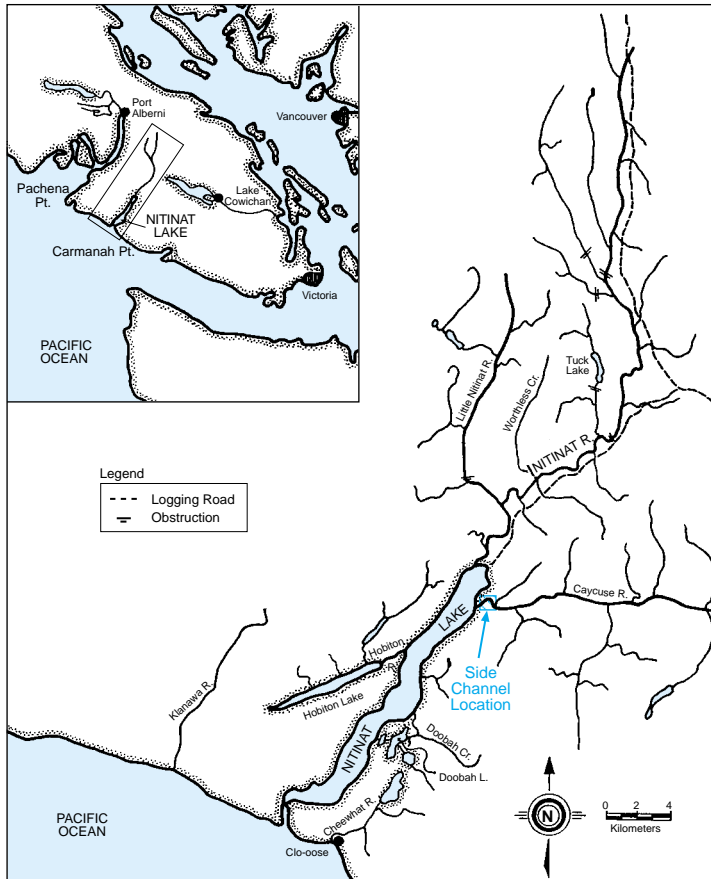 Port
Alberni
Vancouver
Pachena
Pt.
Lake
Cowichan
NITINAT
LAKE
Carmanah Pt.
Victoria
PACIFIC
OCEAN
Tuck
Lake
Little Nitinat R.
Worthless Cr.
NITINAT R.
Legend
Logging Road
Obstruction
Caycuse R.
LAKE
Hobiton
Side
Channel
Location
Klanawa R.
Hobiton Lake
NITINAT
Doobah Cr.
Doobah L.
Cheewhat R.
PACIFIC
OCEAN
Clo-oose
N
0 2 4
Kilometers